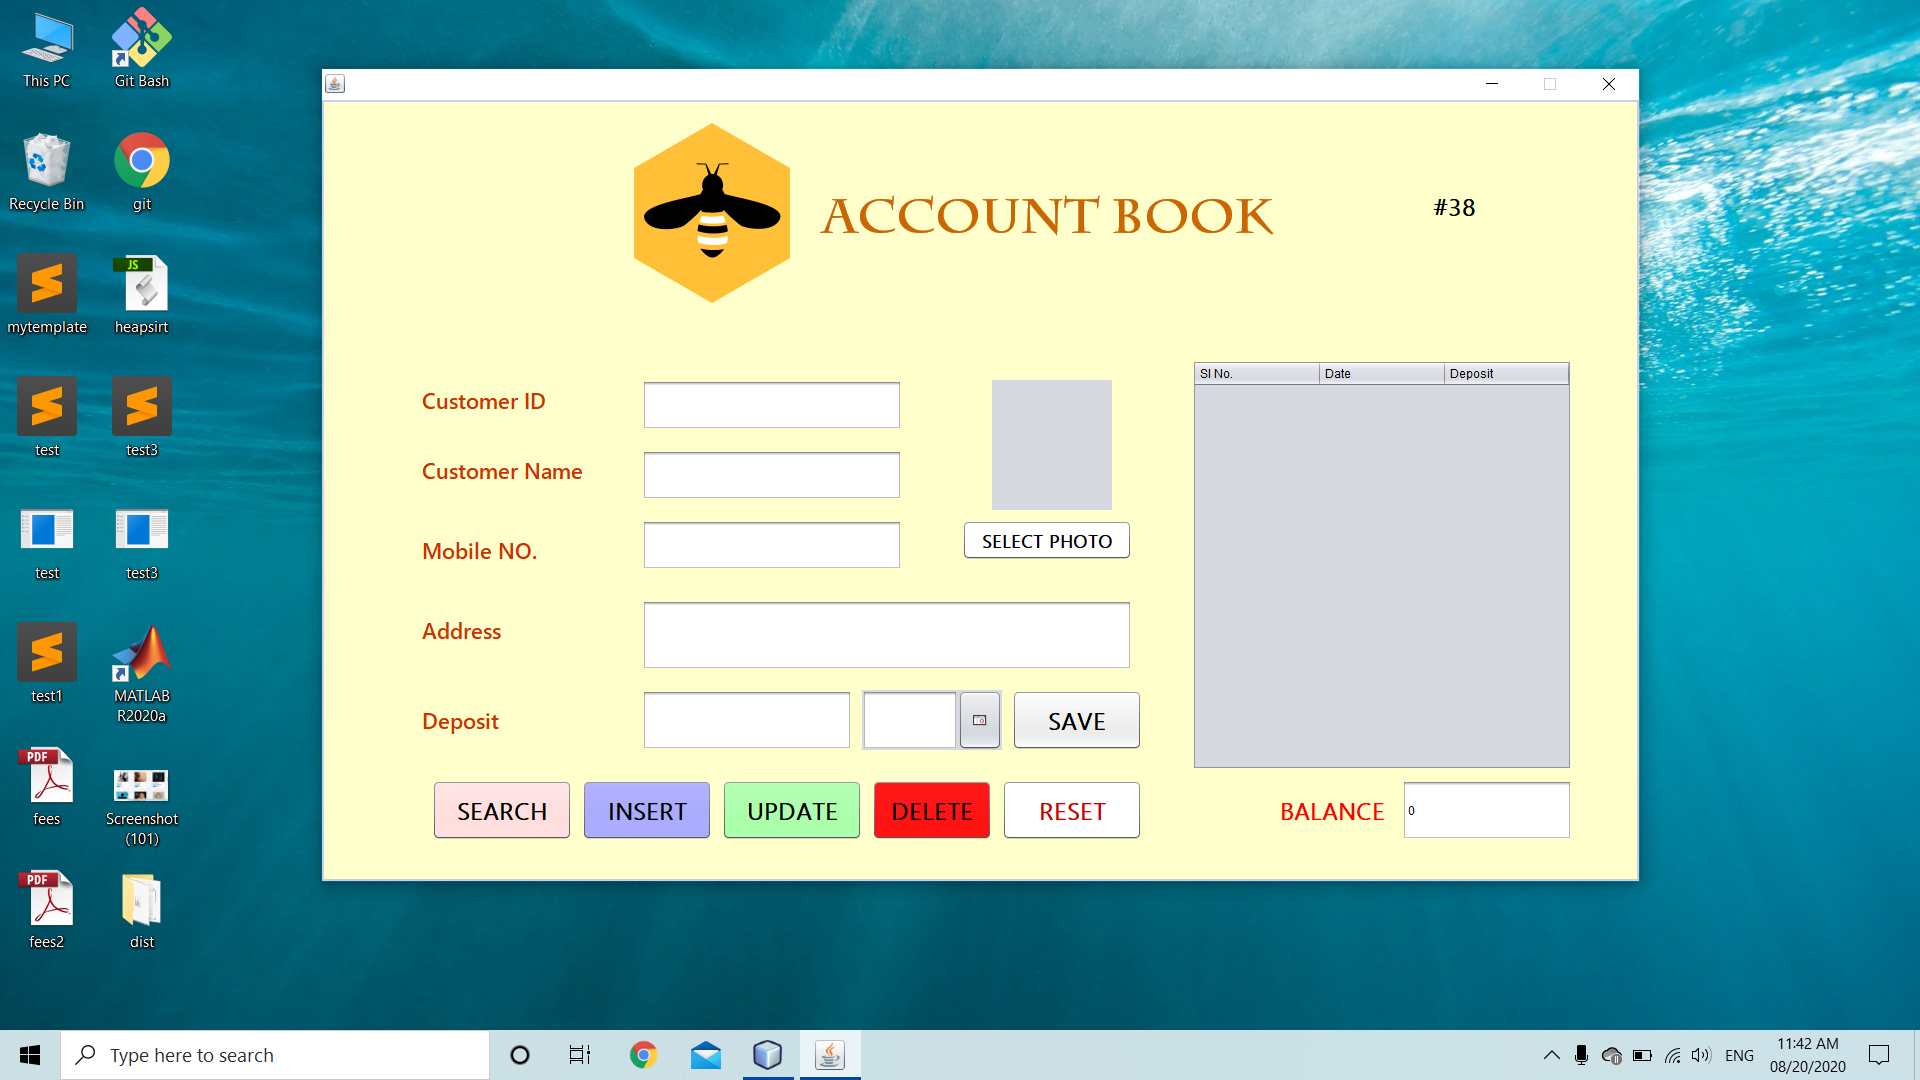 This PC
Git Bash
Recycle Bin
git
mytemplate
JS
heapsirt
test
test3
test
test3
test1
MATLAB
R2020a
PDF
fees
Screenshot
(101)
PDF
fees2
dist
ACCOUNT BOOK
#38
Customer ID
Customer Name
Mobile NO.
SELECT PHOTO
Address
Deposit
SAVE
SEARCH
INSERT
UPDATE
DELETE
RESET
Sl No.
Date
Deposit
BALANCE
0
Type here to search
ENG
11:42 AM
08/20/2020